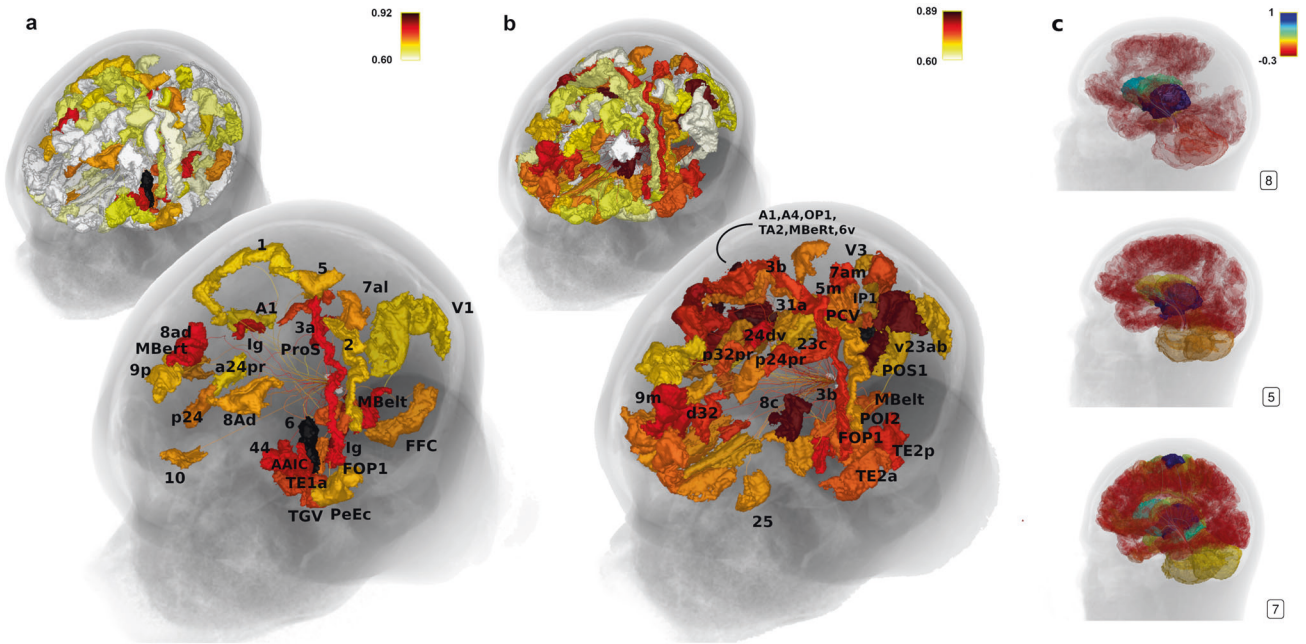 a
0.92
0.60
1
5
7al
V1
A1
8ad
MBert
Ig
3a
ProS
2
9p
a24pr
p24
8Ad
6
MBelt
FFC
44
AAIC
Ig
FOP1
10
TE1a
TGV
PeEc
b
0.89
0.60
A1,A4,OP1,
TA2,MBeRt,6v
3b
V3
7am
5m
IP1
31a
PCV
24dv
23c
v23ab
p32pr
p24pr
POS1
9m
d32
8c
3b
MBelt
POI2
FOP1
TE2p
TE2a
25
c
1
-0.3
8
5
7